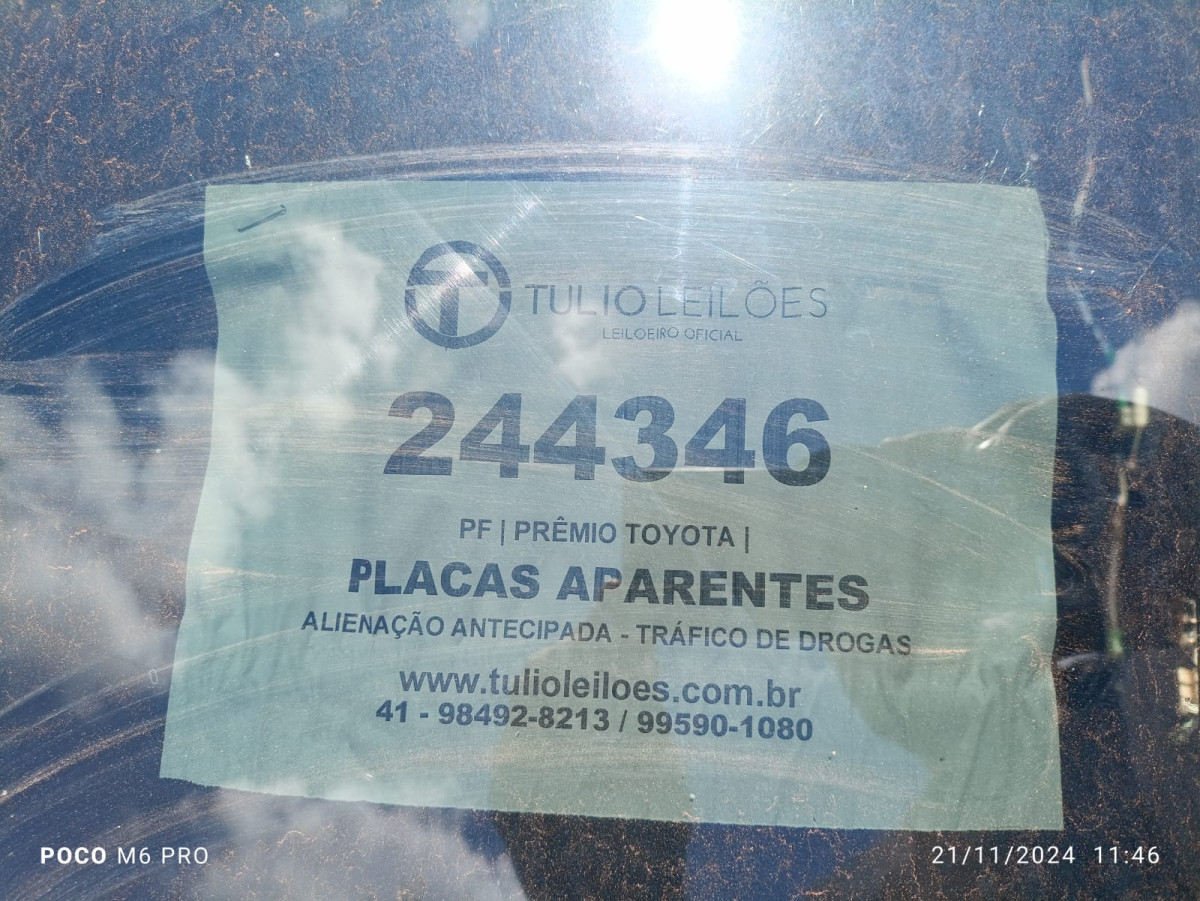 TULIO LEILÕES
LEILOEIRO OFICIAL
244346
PF | PRÊMIO TOYOTA |
PLACAS APARENTES
ALIENAÇÃO ANTECIPADA - TRÁFICO DE DROGAS
www.tulioleiloes.com.br
41 - 98492-8213 / 99590-1080
POCO M6 PRO
21/11/2024 11:46